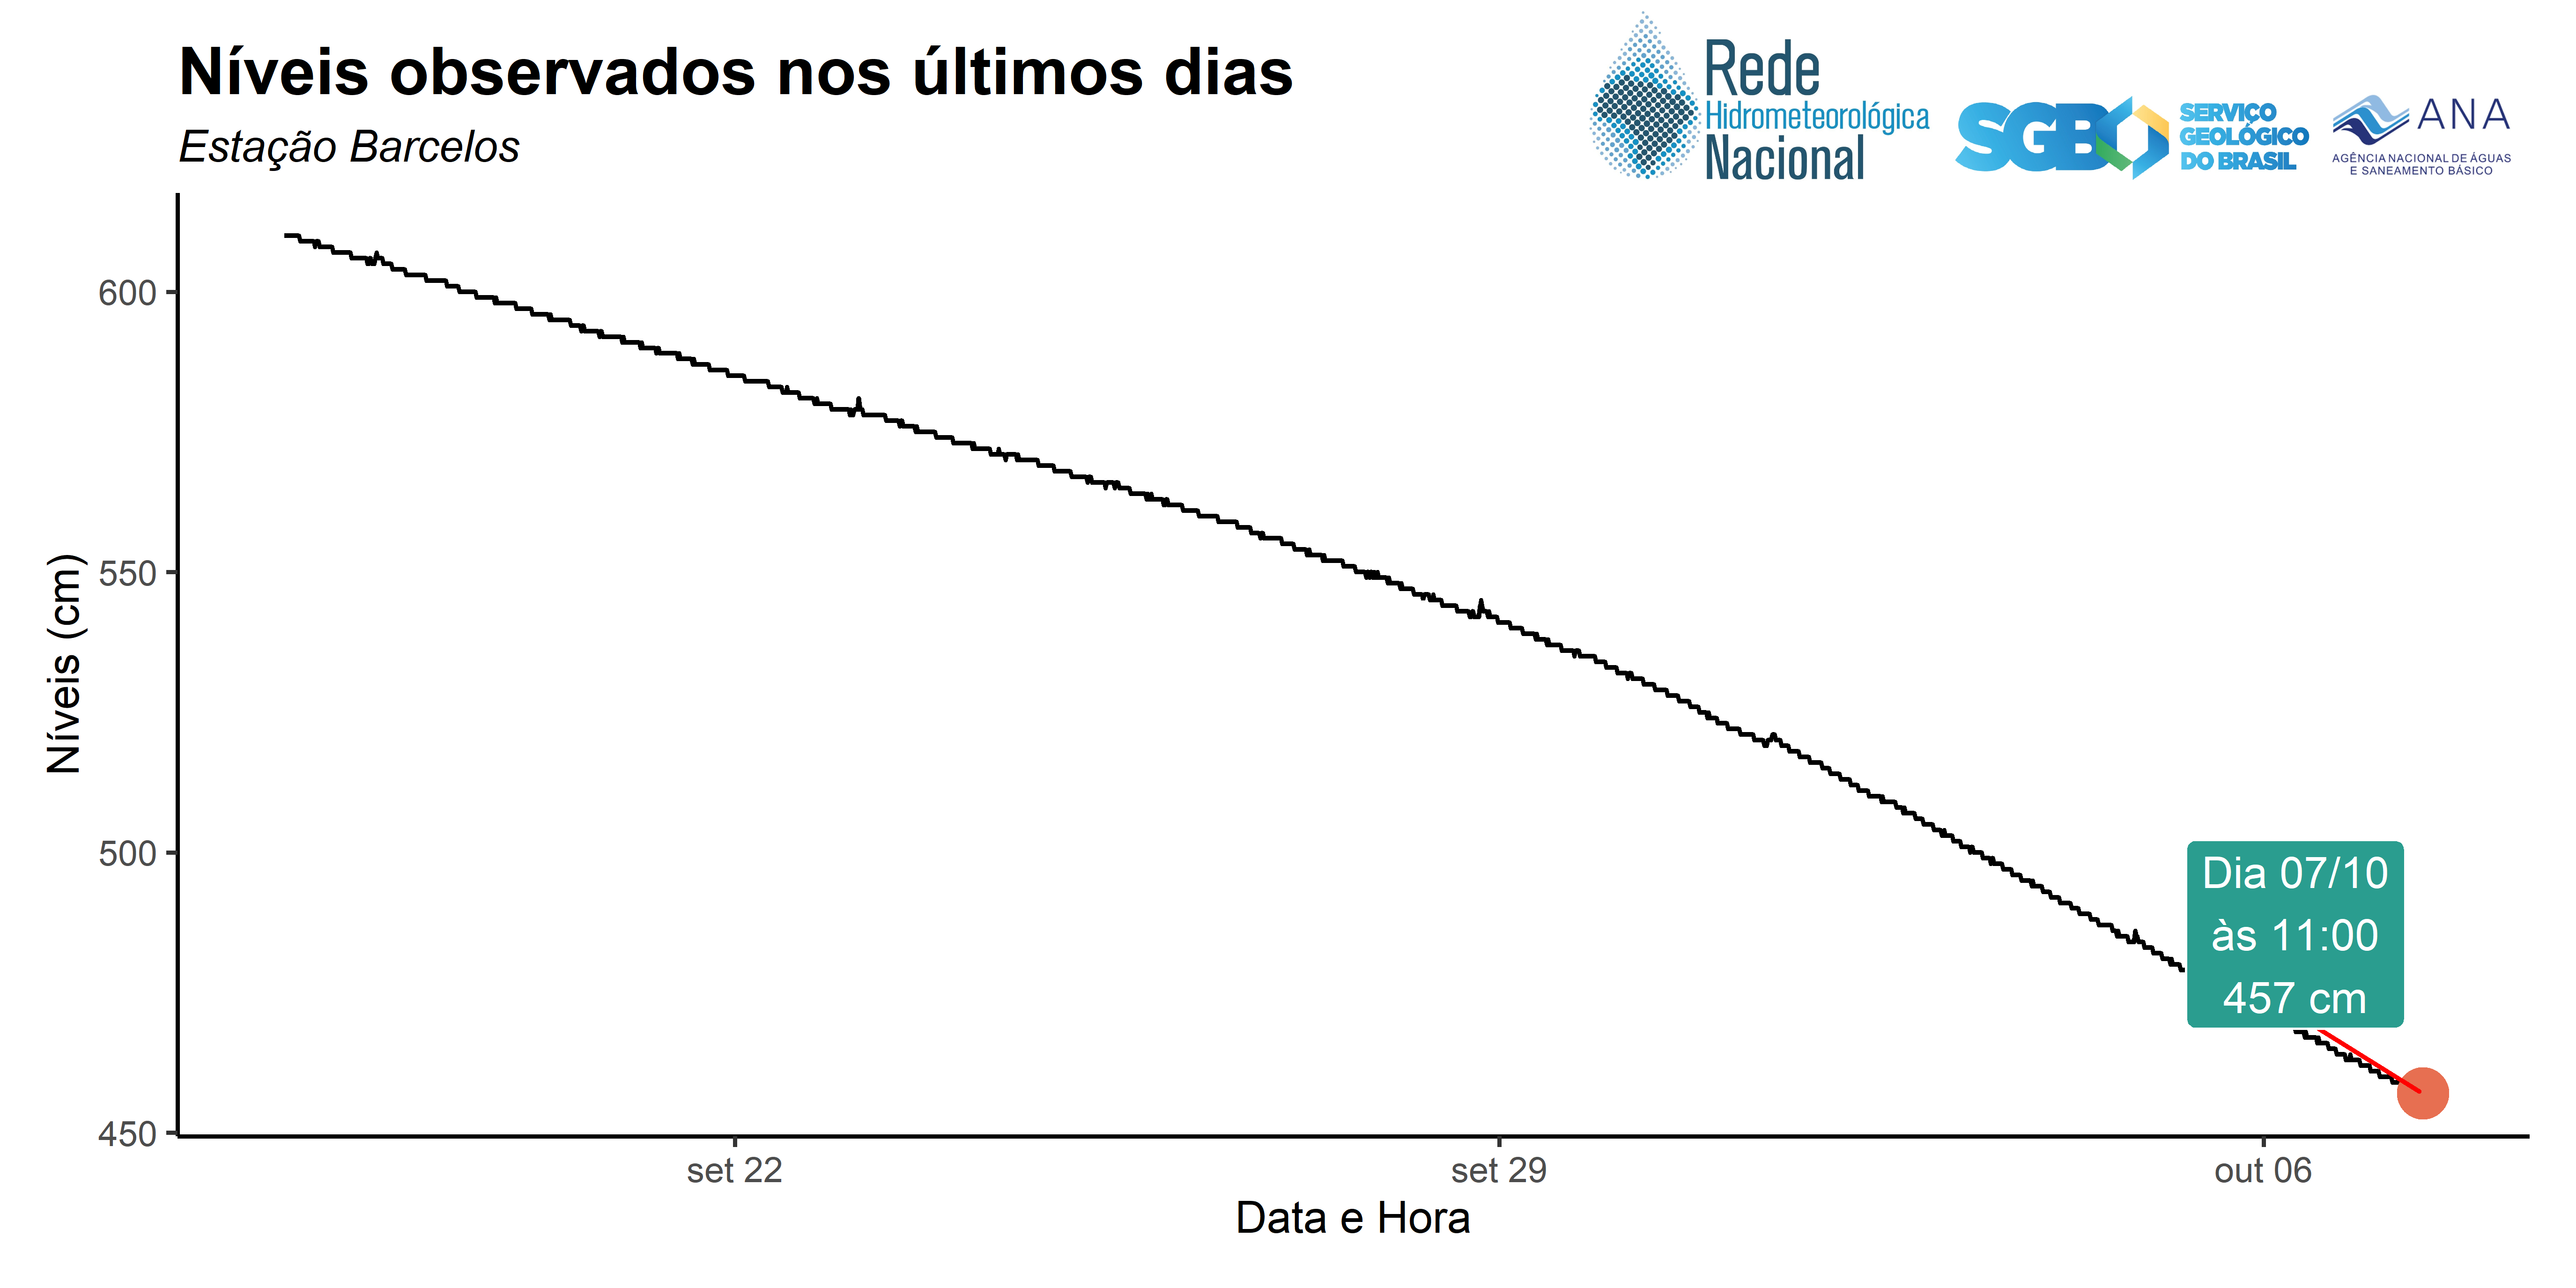 Níveis observados nos últimos dias
Estação Barcelos
Rede
Hidrometeorológica
Nacional
SGB
SERVIÇO
GEOLÓGICO
DO BRASIL
ANA
AGÊNCIA NACIONAL DE ÁGUAS
E SANEAMENTO BÁSICO
Níveis (cm)
600
550
500
450
Dia 07/10
às 11:00
457 cm
set 22
set 29
out 06
Data e Hora